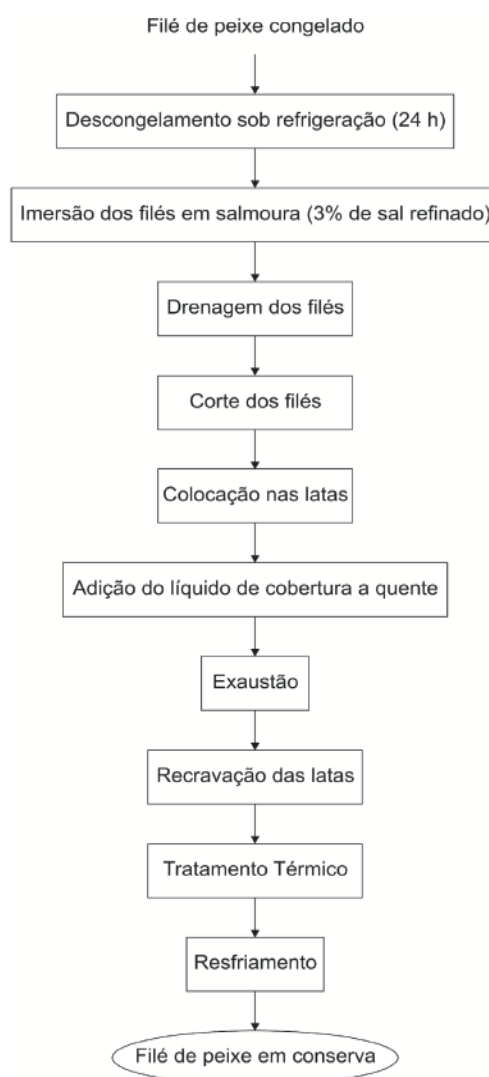 Filé de peixe congelado
Descongelamento sob refrigeração (24 h)
Imersão dos filés em salmoura (3% de sal refinado)
Drenagem dos filés
Corte dos filés
Colocação nas latas
Adição do líquido de cobertura a quente
Exaustão
Recravação das latas
Tratamento Térmico
Resfriamento
Filé de peixe em conserva